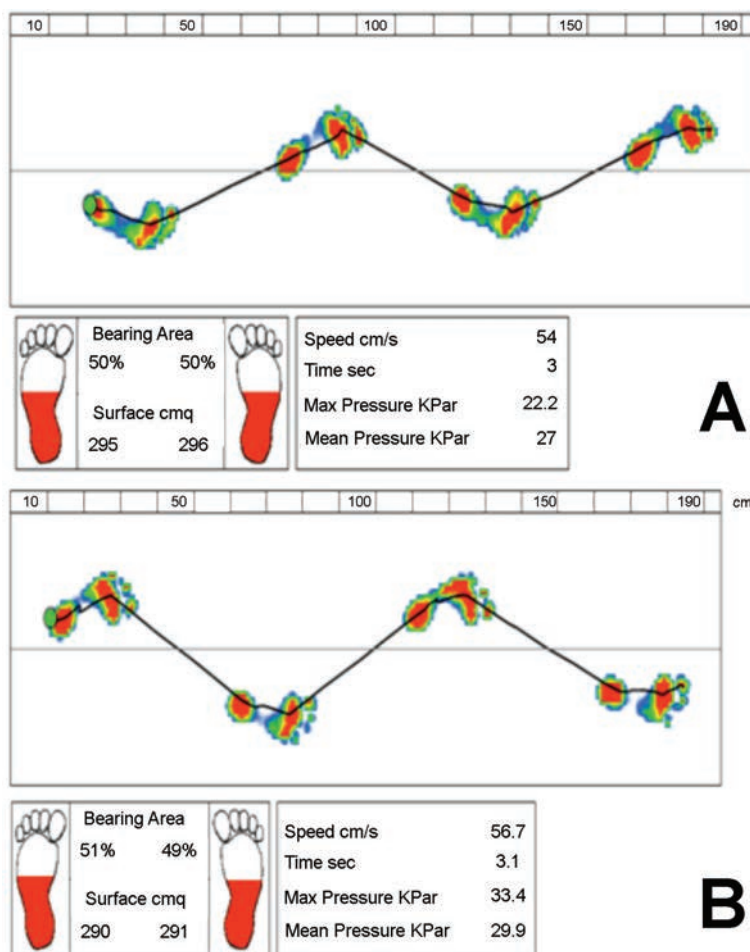 10 50 100 150 190
Bearing Area
50% 50%
Surface cmq
295 296
Speed cm/s 54
Time sec 3
Max Pressure KPar 22.2
Mean Pressure KPar 27
A
10 50 100 150 190 cm
Bearing Area
51% 49%
Surface cmq
290 291
Speed cm/s 56.7
Time sec 3.1
Max Pressure KPar 33.4
Mean Pressure KPar 29.9
B